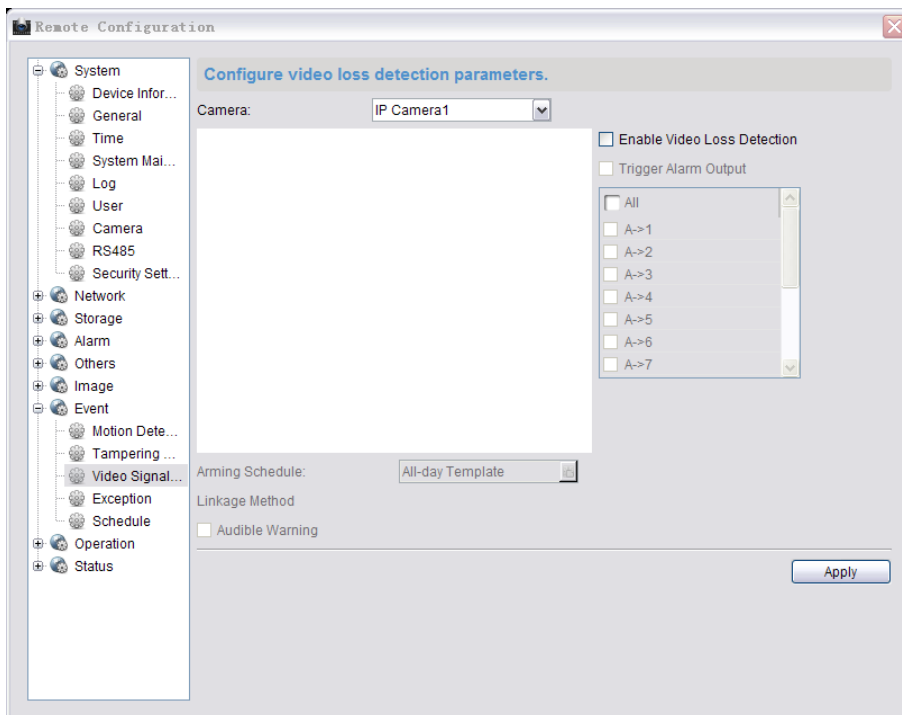 Remote Configuration
System
Device Infor...
General
Time
System Mai...
Log
User
Camera
RS485
Security Sett...
Network
Storage
Alarm
Others
Image
Event
Motion Dete...
Tampering ...
Video Signal...
Exception
Schedule
Operation
Status
Configure video loss detection parameters.
Camera:
IP Camera1
Enable Video Loss Detection
Trigger Alarm Output
All
A->1
A->2
A->3
A->4
A->5
A->6
A->7
Arming Schedule:
All-day Template
Linkage Method
Audible Warning
Apply